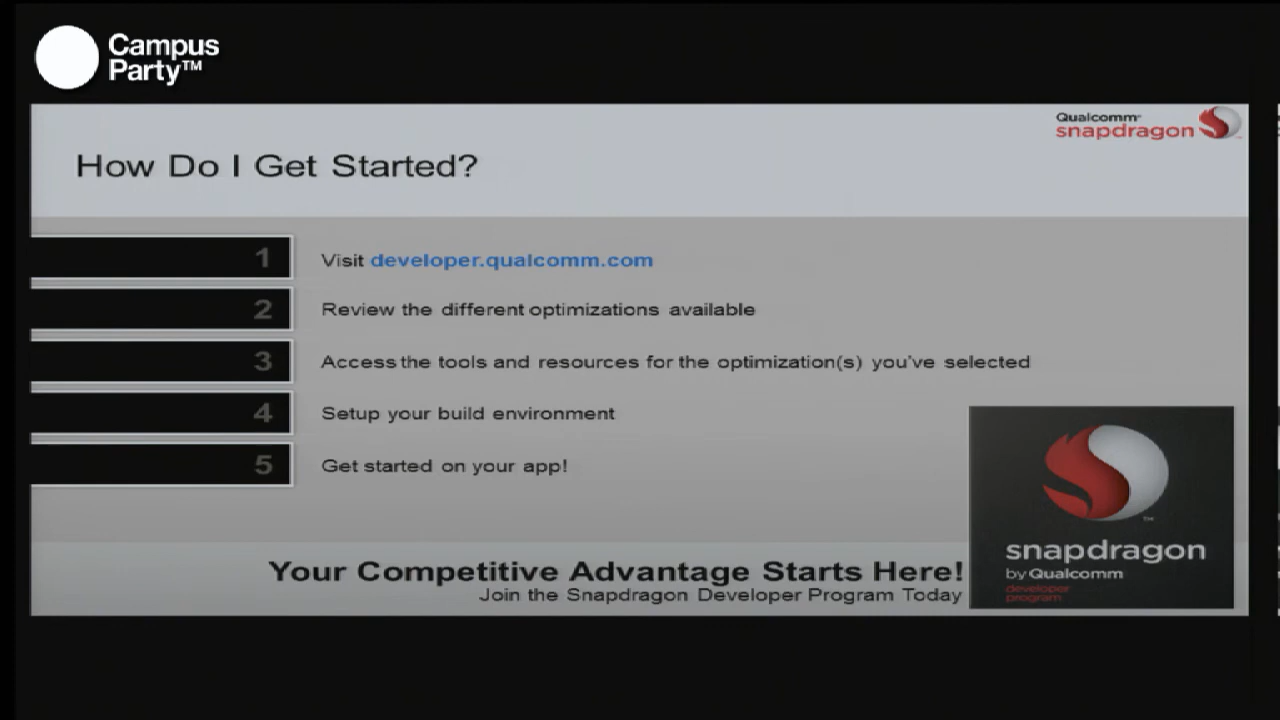 Campus
Party™
Qualcomm
snapdragon
How Do I Get Started?
1
Visit developer.qualcomm.com
2
Review the different optimizations available
3
Access the tools and resources for the optimization(s) you've selected
4
Setup your build environment
5
Get started on your app!
Your Competitive Advantage Starts Here!
Join the Snapdragon Developer Program Today
snapdragon
by Qualcomm
developer
program